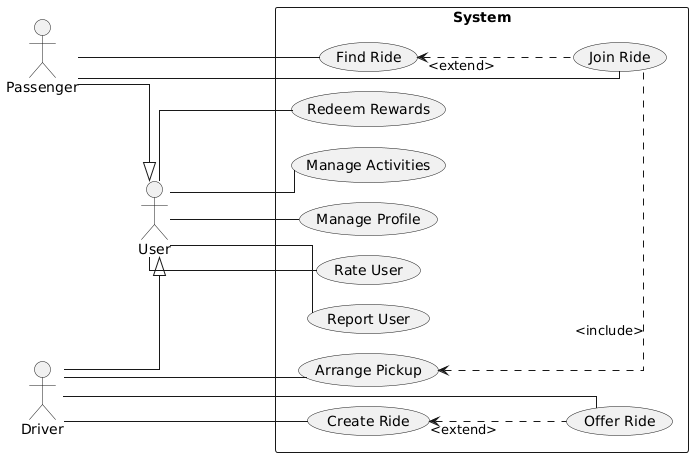 System
Find Ride
Join Ride
<extend>
Passenger
Redeem Rewards
Manage Activities
Manage Profile
User
Rate User
Report User
<include>
Arrange Pickup
Create Ride
Offer Ride
<extend>
Driver